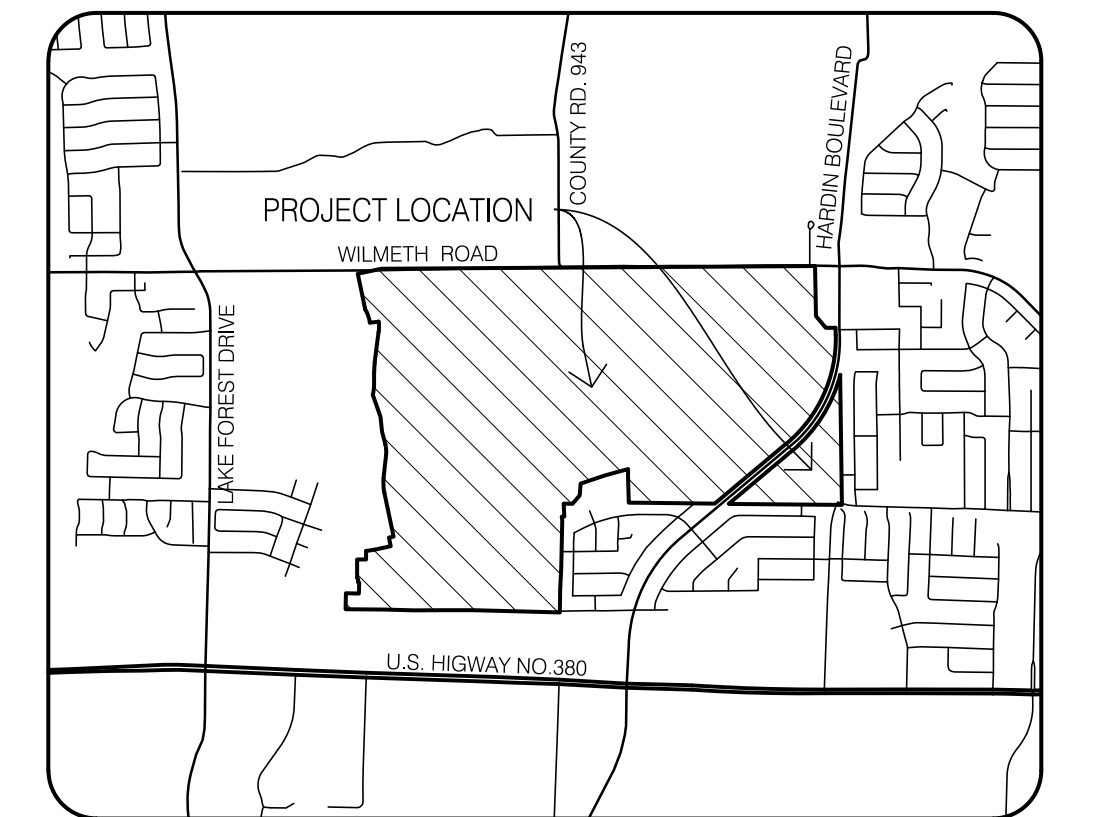 COUNTY RD. 943
HARDIN BOULEVARD
PROJECT LOCATION
WILMETH ROAD
LAKE FOREST DRIVE
U.S. HIGWAY NO.380